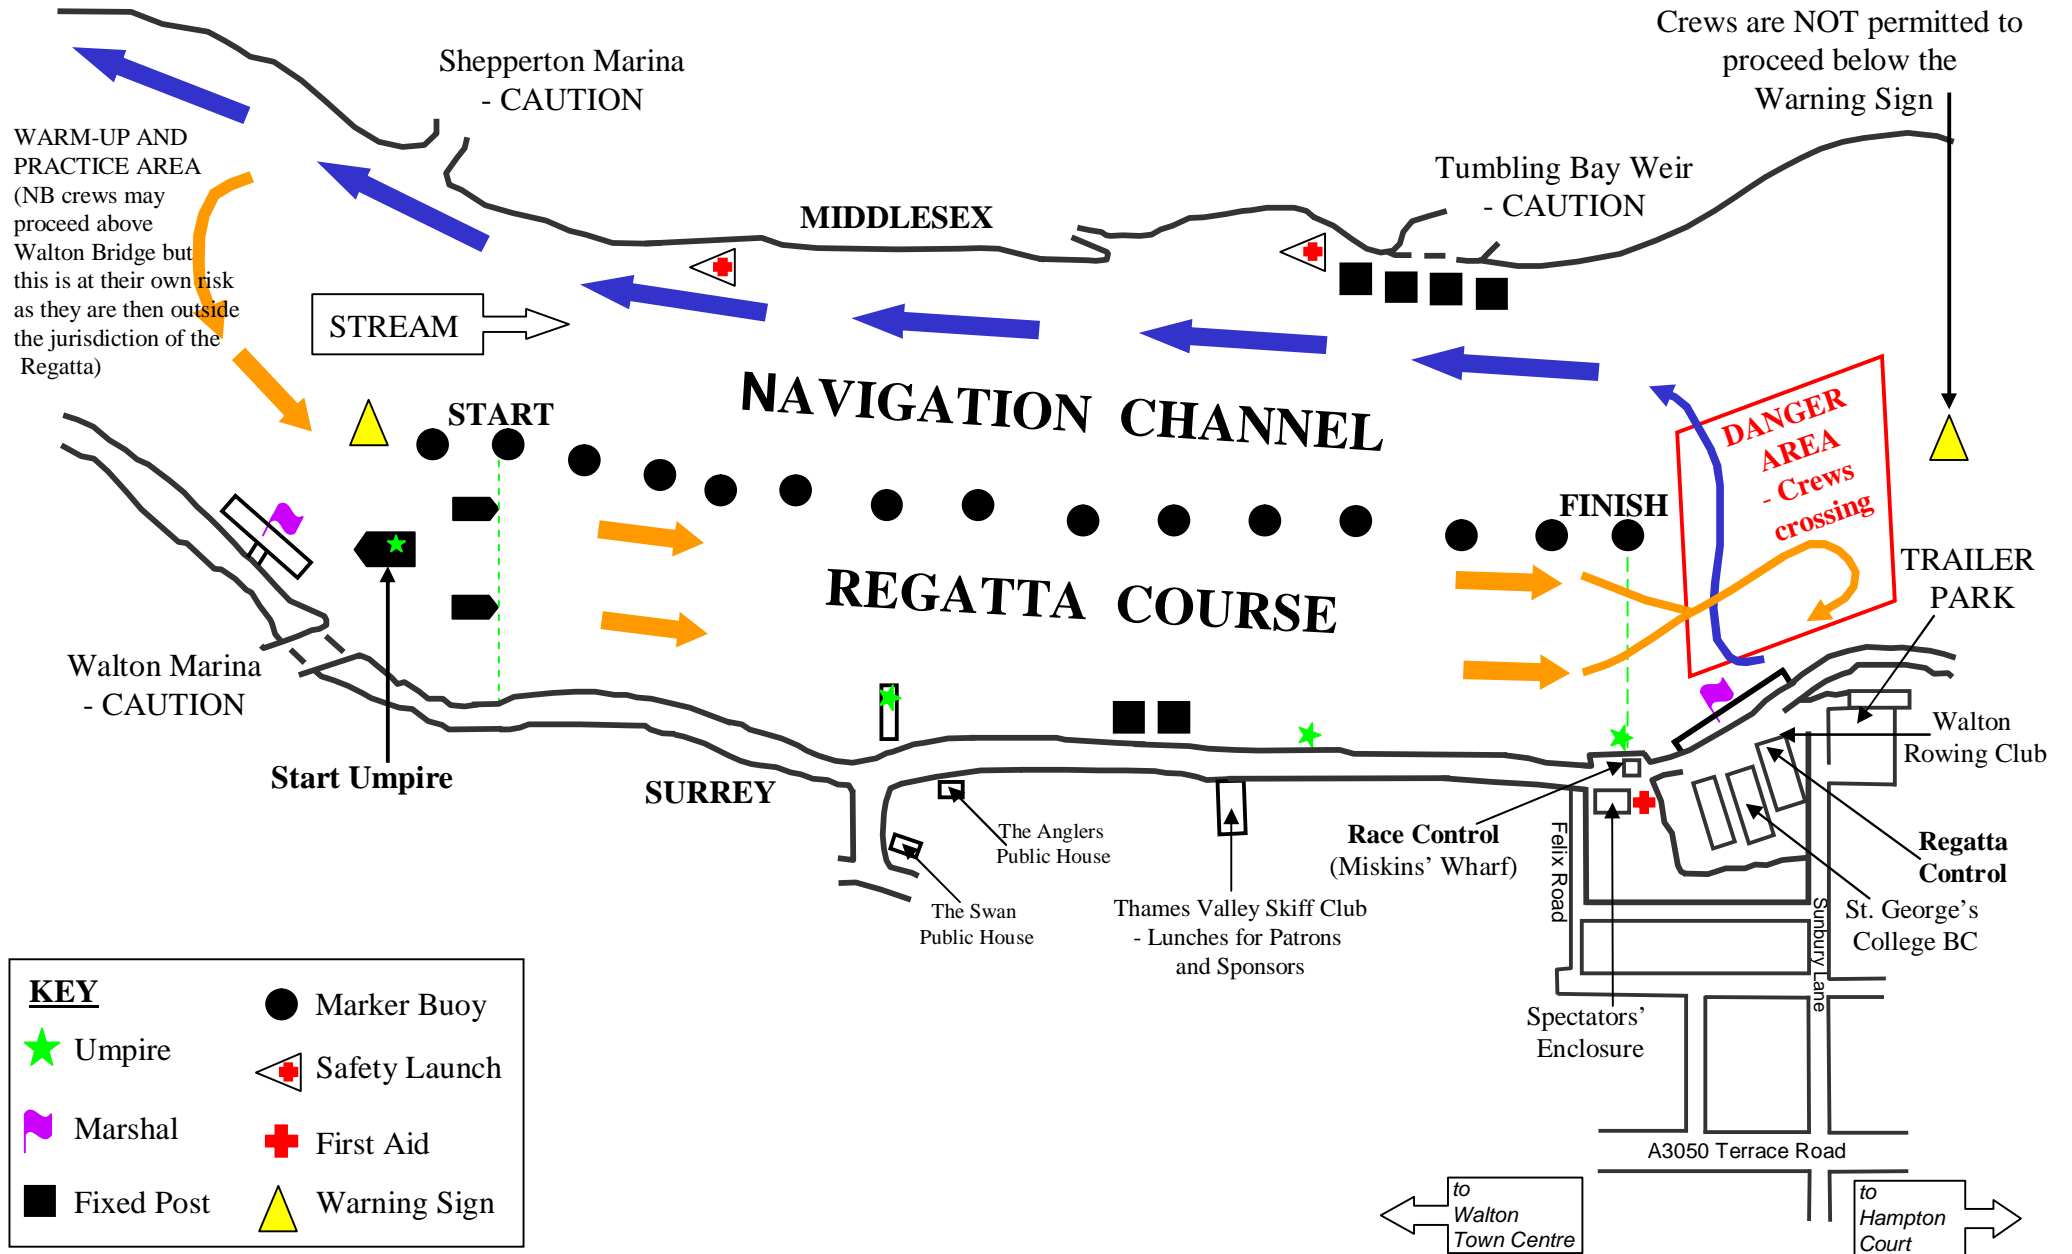 Crews are NOT permitted to
proceed below the
Warning Sign
Shepperton Marina
- CAUTION
WARM-UP AND
PRACTICE AREA
(NB crews may
proceed above
Walton Bridge but
this is at their own risk
as they are then outside
the jurisdiction of the
Regatta)
Tumbling Bay Weir
- CAUTION
MIDDLESEX
STREAM
NAVIGATION CHANNEL
START
DANGER
AREA
- Crews
crossing
FINISH
REGATTA COURSE
TRAILER
PARK
Walton Marina
- CAUTION
Start Umpire
SURREY
Walton
Rowing Club
The Anglers
Public House
The Swan
Public House
Thames Valley Skiff Club
- Lunches for Patrons
and Sponsors
Race Control
(Miskins' Wharf)
Felix Road
Regatta
Control
St. George's
College BC
Sunbury Lane
Spectators'
Enclosure
A3050 Terrace Road
to
Walton
Town Centre
to
Hampton
Court
KEY
Umpire
Marshal
Fixed Post
Marker Buoy
Safety Launch
First Aid
Warning Sign